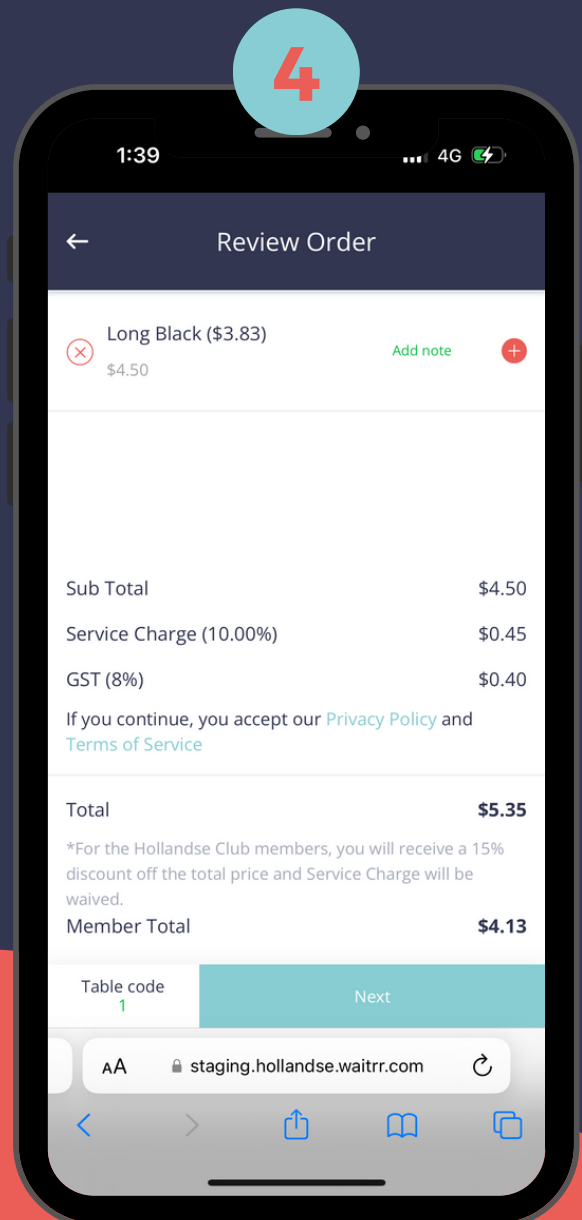 4
1:39
4G
Review Order
Long Black ($3.83)
$4.50
Add note
Sub Total
$4.50
Service Charge (10.00%)
$0.45
GST (8%)
$0.40
If you continue, you accept our Privacy Policy and
Terms of Service
Total
$5.35
*For the Hollandse Club members, you will receive a 15%
discount off the total price and Service Charge will be
waived.
Member Total
$4.13
Table code
1
Next
AA
staging.hollandse.waitrr.com